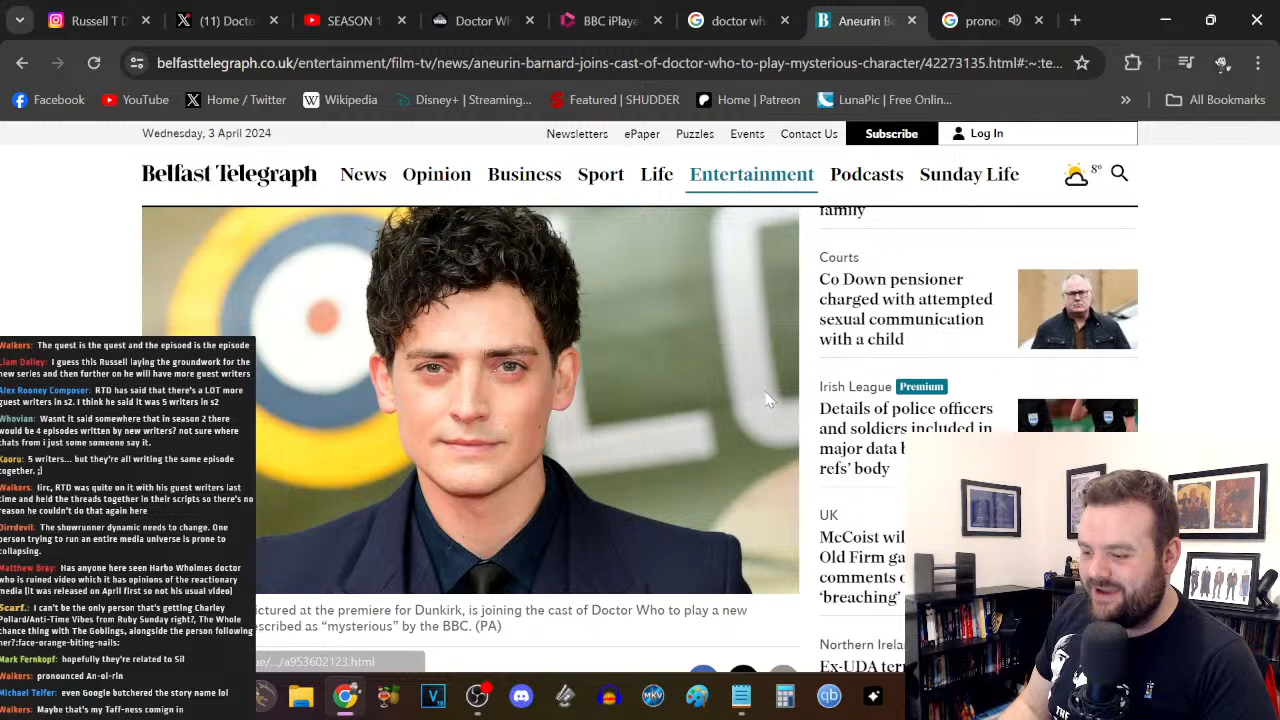 Russell T D
(11) Docto
SEASON 1
Doctor Wh
BBC iPlaye
doctor wh
Aneurin Ba
prono
belfasttelegraph.co.uk/entertainment/film-tv/news/aneurin-barnard-joins-cast-of-doctor-who-to-play-mysterious-character/42273135.html#:~:te...
Facebook
YouTube
Home / Twitter
Wikipedia
Disney+ | Streaming...
Featured | SHUDDER
Home | Patreon
LunaPic | Free Onlin...
All Bookmarks
Wednesday, 3 April 2024
Newsletters
ePaper
Puzzles
Events
Contact Us
Subscribe
Log In
Belfast Telegraph
News
Opinion
Business
Sport
Life
Entertainment
Podcasts
Sunday Life
8°
family
Courts
Co Down pensioner
charged with attempted
sexual communication
with a child
Irish League Premium
Details of police officers
and soldiers included in
major data b
refs' body
UK
McCoist wil
Old Firm ga
comments o
'breaching'
Northern Irela
Ex-UDA terr
ictured at the premiere for Dunkirk, is joining the cast of Doctor Who to play a new
escribed as “mysterious” by the BBC. (PA)
ue/.../a953602123.html
Walkers: The quest is the quest and the episoed is the episode
Liam Dalley: I guess this Russell laying the groundwork for the
new series and then further on he will have more guest writers
Alex Rooney Composer: RTD has said that there's a LOT more
guest writers in s2. I think he said it was 5 writers in s2
Whovian: Wasnt it said somewhere that in season 2 there
would be 4 episodes written by new writers? not sure where
thats from i just some someone say it.
Kaoru: 5 writers... but they're all writing the same episode
together. ;)
Walkers: Iirc, RTD was quite on it with his guest writers last
time and held the threads together in their scripts so there's no
reason he couldn't do that again here
Dirrdevil: The showrunner dynamic needs to change. One
person trying to run an entire media universe is prone to
collapsing.
Matthew Bray: Has anyone here seen Harbo Wholmes doctor
who is ruined video which it has opinions of the reactionary
media (it was released on April first so not his usual video)
Scarf.: I can't be the only person that's getting Charley
Pollard/Anti-Time Vibes from Ruby Sunday right?, The Whole
chance thing with The Goblings, alongside the person following
her?:face-orange-biting-nails:
Mark Fernkopf: hopefully they're related to Sil
Walkers: pronounced An-oi-rin
Michael Telfer: even Google butchered the story name lol
Walkers: Maybe that's my Taff-ness comign in